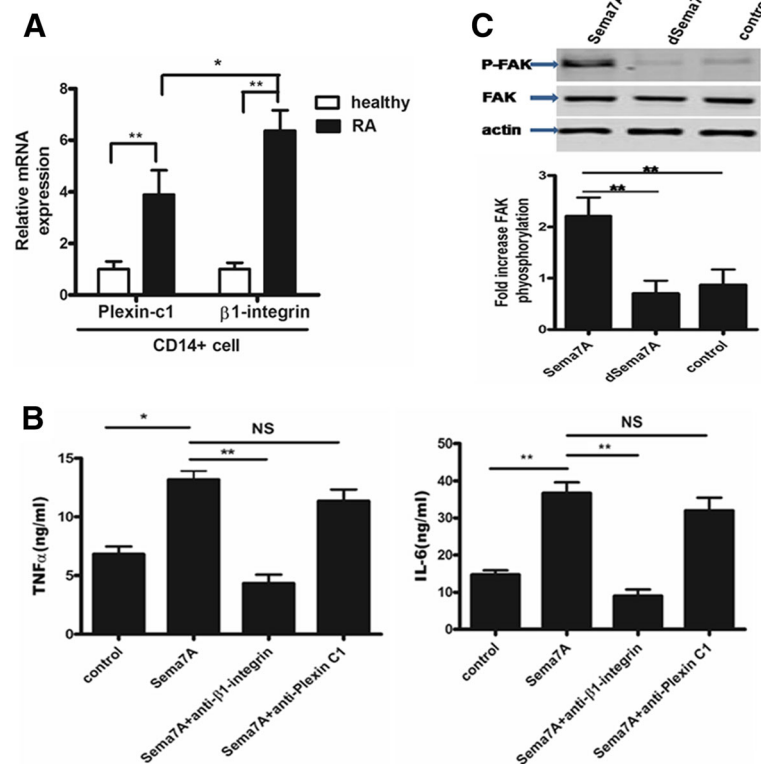 A
8
6
4
2
0
Relative mRNA
expression
*
**
**
healthy
RA
Plexin-c1
β1-integrin
CD14+ cell
C
Sema7A
dSema7
cont
P-FAK
FAK
actin
**
**
3
2
1
0
Fold increase FAK
phyosphorylation
Sema7A
dSema7A
control
B
*
NS
**
15
10
5
0
TNFα(ng/ml)
control
Sema7A
Sema7A+anti-β1-integrin
Sema7A+anti-Plexin C1
NS
**
**
50
40
30
20
10
0
IL-6(ng/ml)
control
Sema7A
Sema7A+anti-β1-integrin
Sema7A+anti-Plexin C1